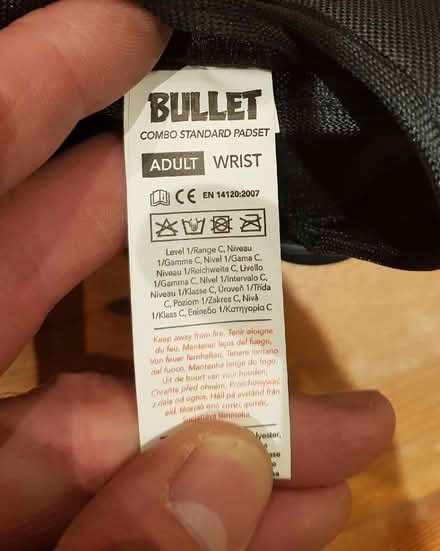 BULLET
COMBO STANDARD PADSET
ADULT WRIST
CE EN 14120:2007
Level 1/Range C, Niveau
1/Gamme C, Nivel 1/Gama C,
Niveau 1/Reichweite C, Livello
1/Gamma C, Nível 1/Intervalo C,
Niveau 1/Klasse C, Úroveň 1/Třída
C, Poziom 1/Zakres C, Nivå
1/Klass C, Επίπεδο 1/Κατηγορία C
Keep away from fire, Tenir éloigné
du feu, Mantener lejos del fuego,
Von feuer fernhalten, Tenere lontano
dal fuoco, Mantenha longe do fogo,
Uit de buurt van vuur houden,
Chraňte před ohněm, Przechowywać
z dala od ognia, Håll på avstånd från
eld, Μακριά από